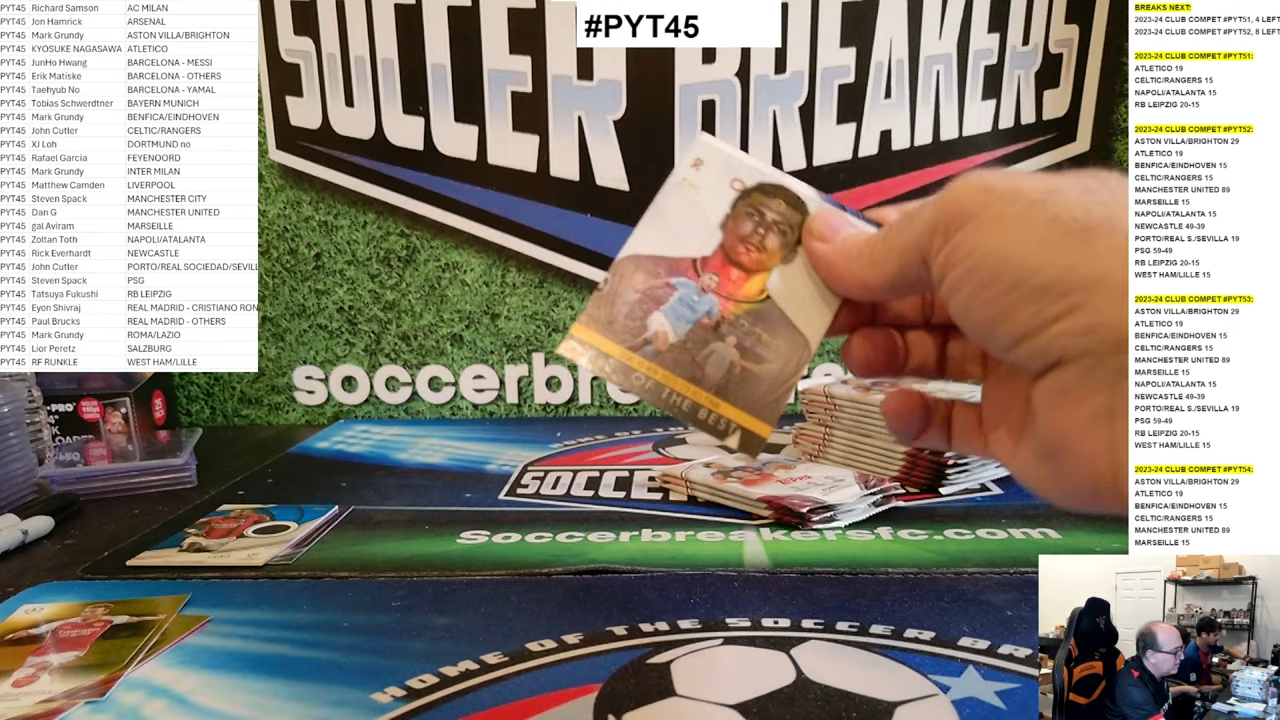 PYT45 Richard Samson AC MILAN
PYT45 Jon Hamrick ARSENAL
PYT45 Mark Grundy ASTON VILLA/BRIGHTON
PYT45 KYOSUKE NAGASAWA ATLETICO
PYT45 JunHo Hwang BARCELONA - MESSI
PYT45 Erik Matiske BARCELONA - OTHERS
PYT45 Taehyub No BARCELONA - YAMAL
PYT45 Tobias Schwerdtner BAYERN MUNICH
PYT45 Mark Grundy BENFICA/EINDHOVEN
PYT45 John Cutler CELTIC/RANGERS
PYT45 XJ Loh DORTMUND no
PYT45 Rafael Garcia FEYENOORD
PYT45 Mark Grundy INTER MILAN
PYT45 Matthew Camden LIVERPOOL
PYT45 Steven Spack MANCHESTER CITY
PYT45 Dan G MANCHESTER UNITED
PYT45 gal Aviram MARSEILLE
PYT45 Zoltan Toth NAPOLI/ATALANTA
PYT45 Rick Everhardt NEWCASTLE
PYT45 John Cutler PORTO/REAL SOCIEDAD/SEVILL
PYT45 Steven Spack PSG
PYT45 Tatsuya Fukushi RB LEIPZIG
PYT45 Eyon Shivraj REAL MADRID - CRISTIANO RON
PYT45 Paul Brucks REAL MADRID - OTHERS
PYT45 Mark Grundy ROMA/LAZIO
PYT45 Lior Peretz SALZBURG
PYT45 RF RUNKLE WEST HAM/LILLE
#PYT45
SOCCER BREAKERS
soccerbre
OF THE BEST
HOME OF THE
SOCCE
topps
soccerbreakersfc.com
HOME OF THE SOCCER BR
BREAKS NEXT:
2023-24 CLUB COMPET #PYT51, 4 LEFT
2023-24 CLUB COMPET #PYT52, 8 LEFT
2023-24 CLUB COMPET #PYT51:
ATLETICO 19
CELTIC/RANGERS 15
NAPOLI/ATALANTA 15
RB LEIPZIG 20-15
2023-24 CLUB COMPET #PYT52:
ASTON VILLA/BRIGHTON 29
ATLETICO 19
BENFICA/EINDHOVEN 15
CELTIC/RANGERS 15
MANCHESTER UNITED 89
MARSEILLE 15
NAPOLI/ATALANTA 15
NEWCASTLE 49-39
PORTO/REAL S./SEVILLA 19
PSG 59-49
RB LEIPZIG 20-15
WEST HAM/LILLE 15
2023-24 CLUB COMPET #PYT53:
ASTON VILLA/BRIGHTON 29
ATLETICO 19
BENFICA/EINDHOVEN 15
CELTIC/RANGERS 15
MANCHESTER UNITED 89
MARSEILLE 15
NAPOLI/ATALANTA 15
NEWCASTLE 49-39
PORTO/REAL S./SEVILLA 19
PSG 59-49
RB LEIPZIG 20-15
WEST HAM/LILLE 15
2023-24 CLUB COMPET #PYT54:
ASTON VILLA/BRIGHTON 29
ATLETICO 19
BENFICA/EINDHOVEN 15
CELTIC/RANGERS 15
MANCHESTER UNITED 89
MARSEILLE 15